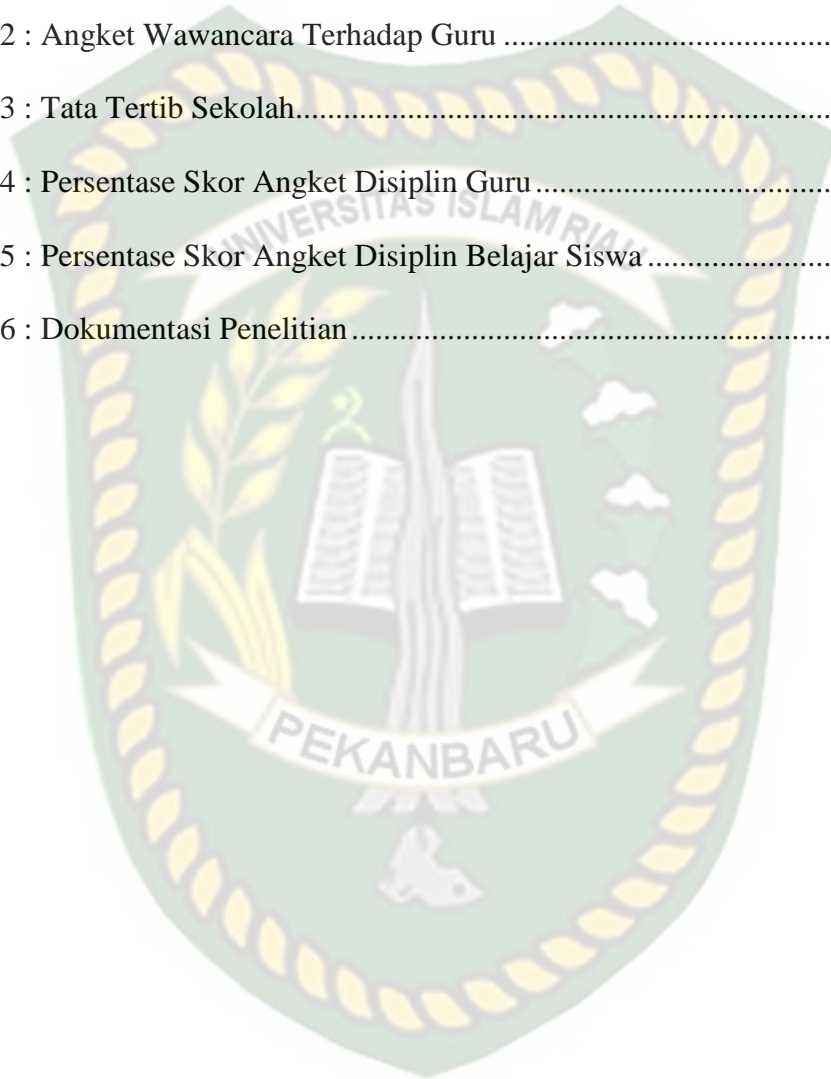 2 : Angket Wawancara Terhadap Guru ...................................
3 : Tata Tertib Sekolah.........................................................
4 : Persentase Skor Angket Disiplin Guru ................................
UNIVERSITAS ISLAM RIAU
5 : Persentase Skor Angket Disiplin Belajar Siswa ....................
6 : Dokumentasi Penelitian ...................................................
PEKANBARU